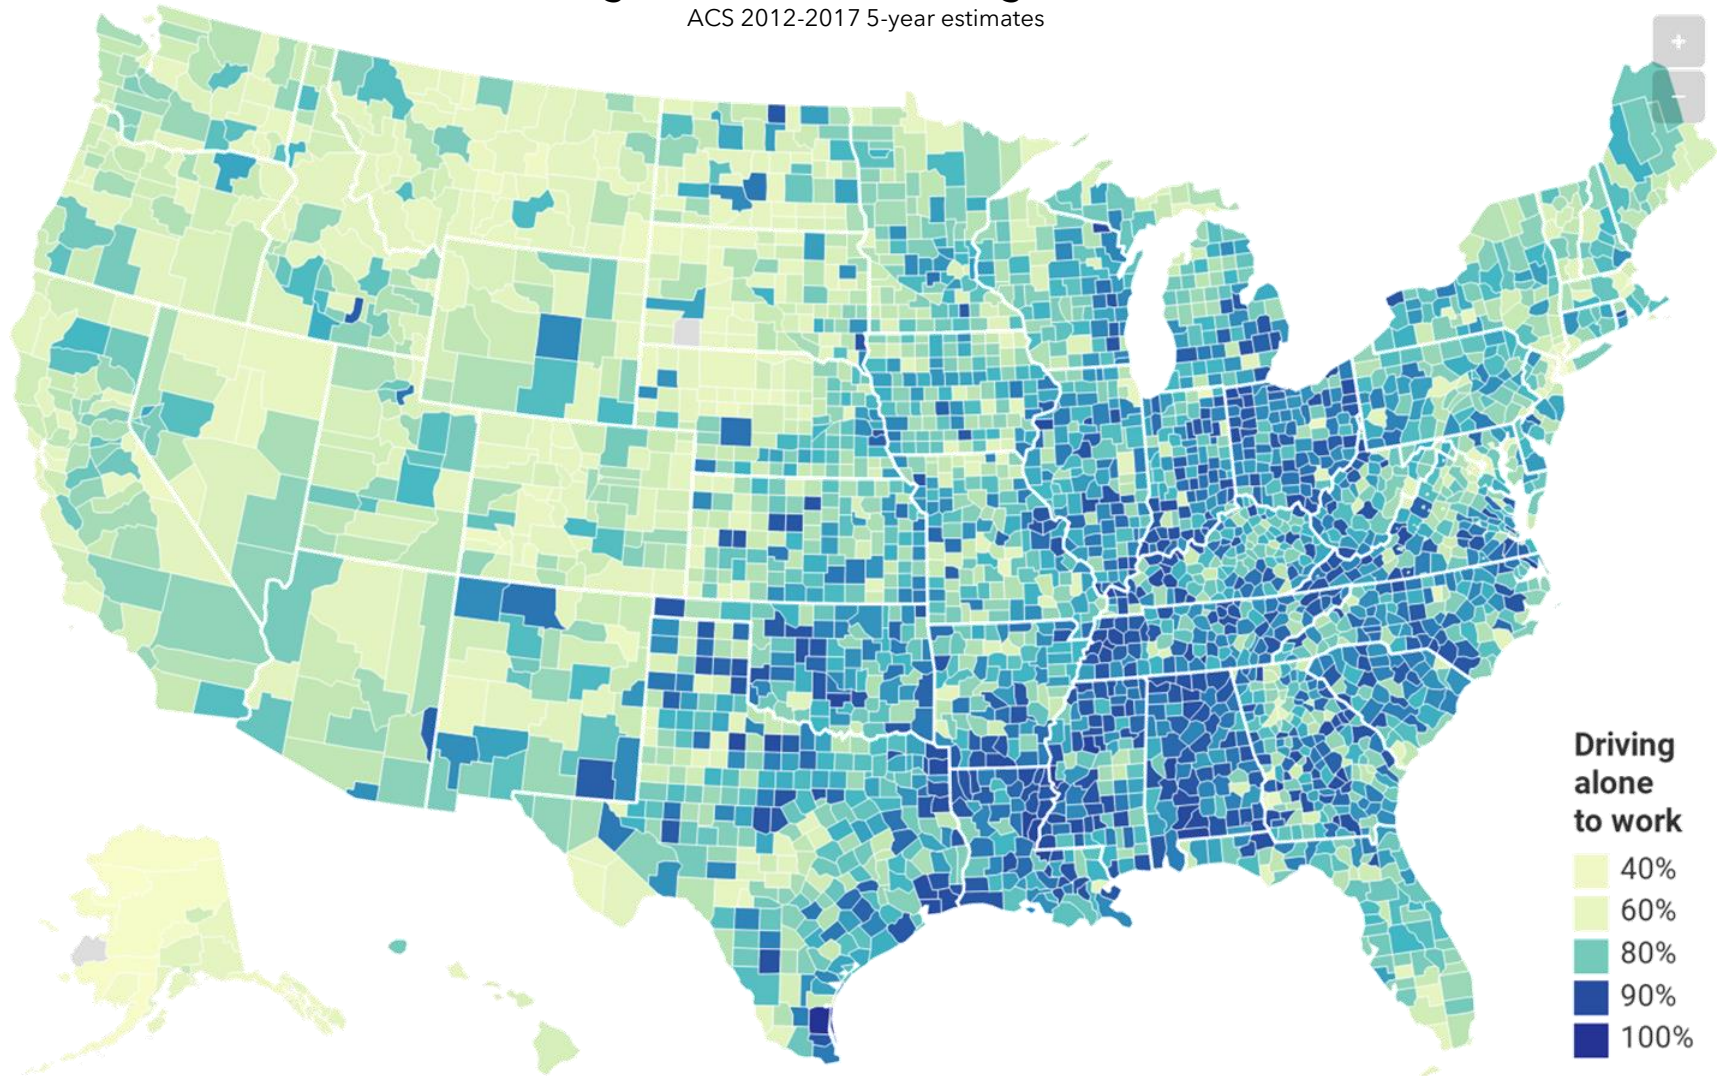 ACS 2012-2017 5-year estimates
+
−
Driving
alone
to work
40%
60%
80%
90%
100%